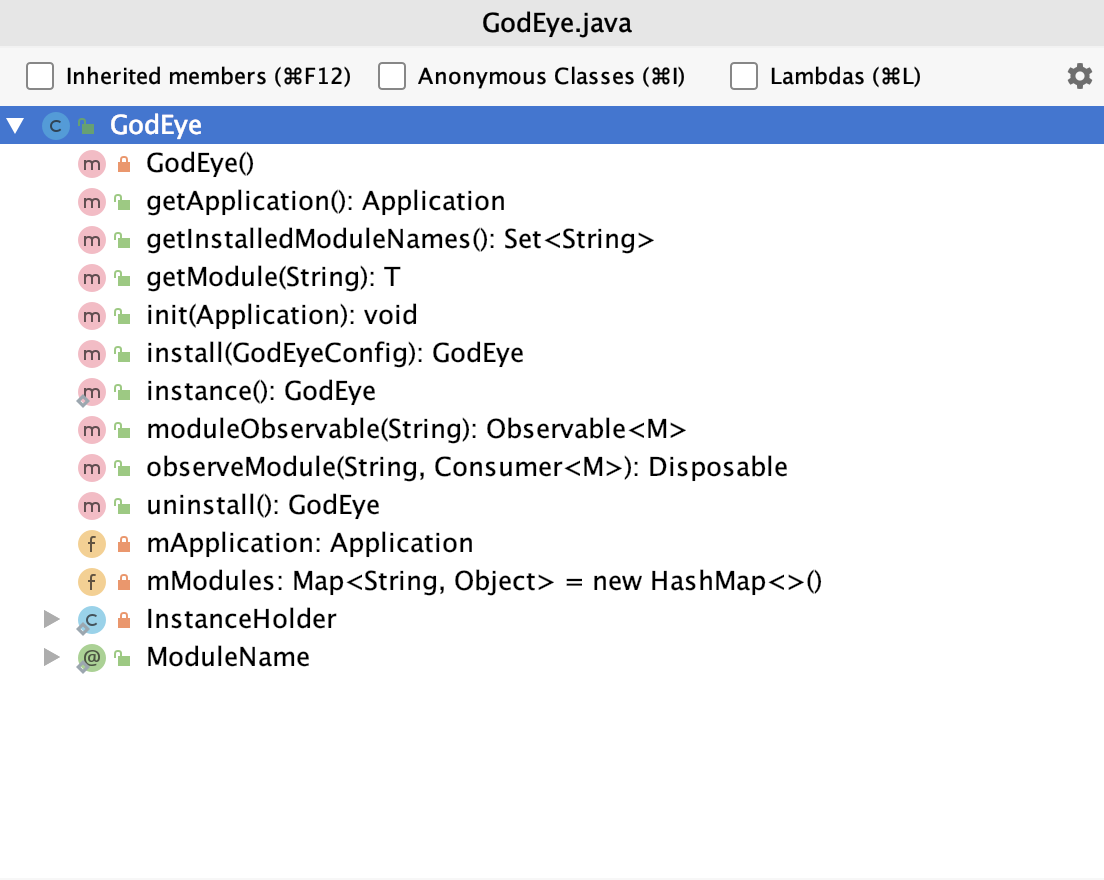 GodEye.java
Inherited members (⌘F12) Anonymous Classes (⌘I) Lambdas (⌘L)
C GodEye
m GodEye()
m getApplication(): Application
m getInstalledModuleNames(): Set<String>
m getModule(String): T
m init(Application): void
m install(GodEyeConfig): GodEye
m instance(): GodEye
m moduleObservable(String): Observable<M>
m observeModule(String, Consumer<M>): Disposable
m uninstall(): GodEye
f mApplication: Application
f mModules: Map<String, Object> = new HashMap<>()
C InstanceHolder
@ ModuleName